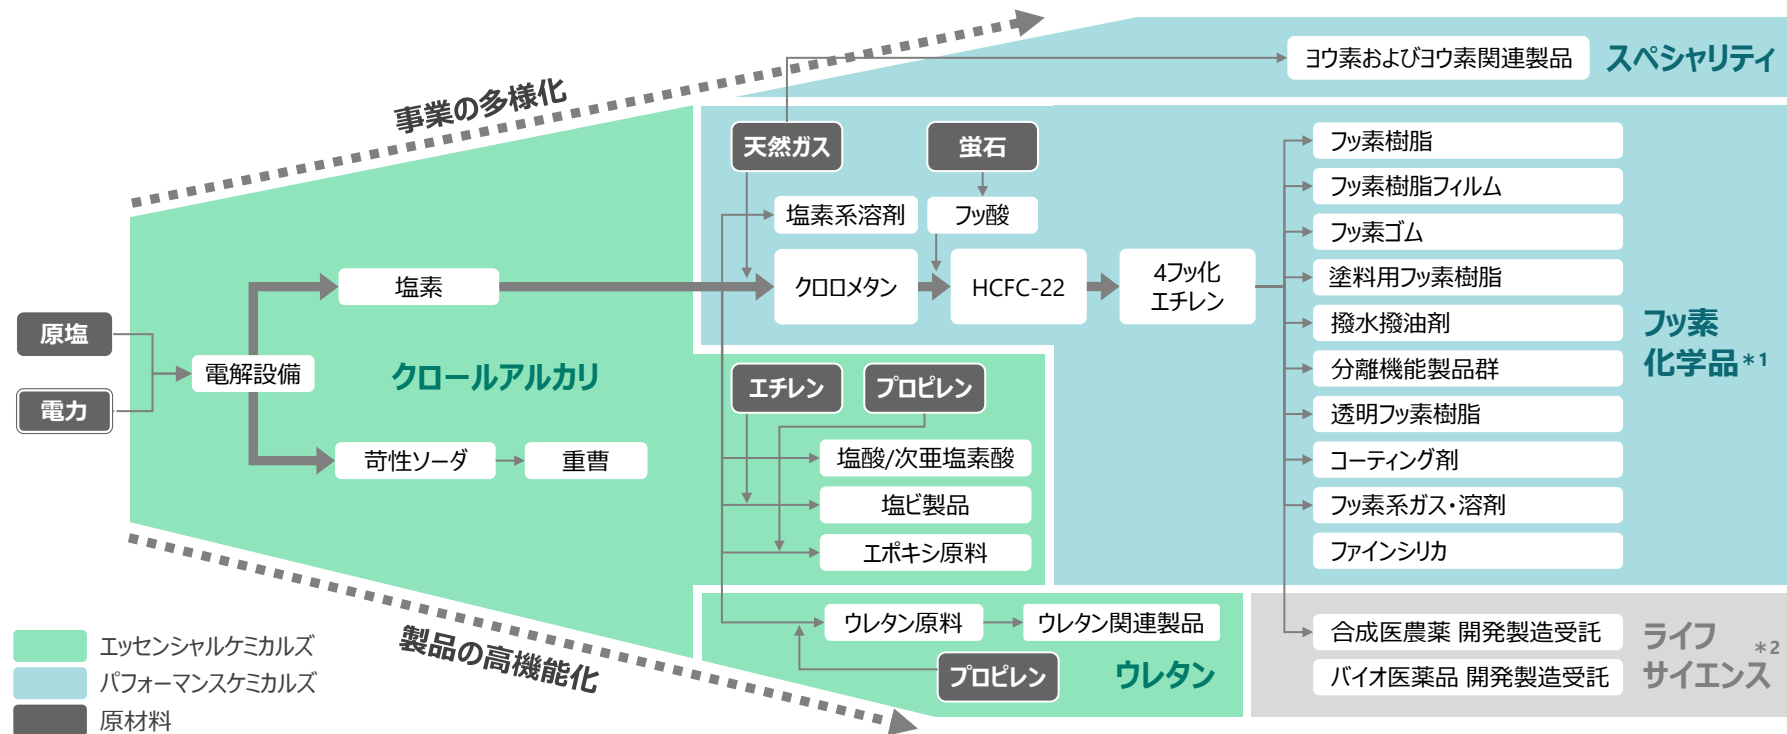 事業の多様化
ヨウ素およびヨウ素関連製品
スペシャリティ
天然ガス
蛍石
塩素系溶剤
フッ酸
塩素
クロロメタン
HCFC-22
4フッ化
エチレン
フッ素樹脂
フッ素樹脂フィルム
フッ素ゴム
塗料用フッ素樹脂
撥水撥油剤
分離機能製品群
透明フッ素樹脂
コーティング剤
フッ素系ガス・溶剤
ファインシリカ
フッ素
化学品*1
原塩
電力
電解設備
クロールアルカリ
苛性ソーダ
重曹
エチレン
プロピレン
塩酸/次亜塩素酸
塩ビ製品
エポキシ原料
ウレタン原料
ウレタン関連製品
プロピレン
ウレタン
合成医農薬 開発製造受託
バイオ医薬品 開発製造受託
ライフ
サイエンス*2
製品の高機能化
エッセンシャルケミカルズ
パフォーマンスケミカルズ
原材料